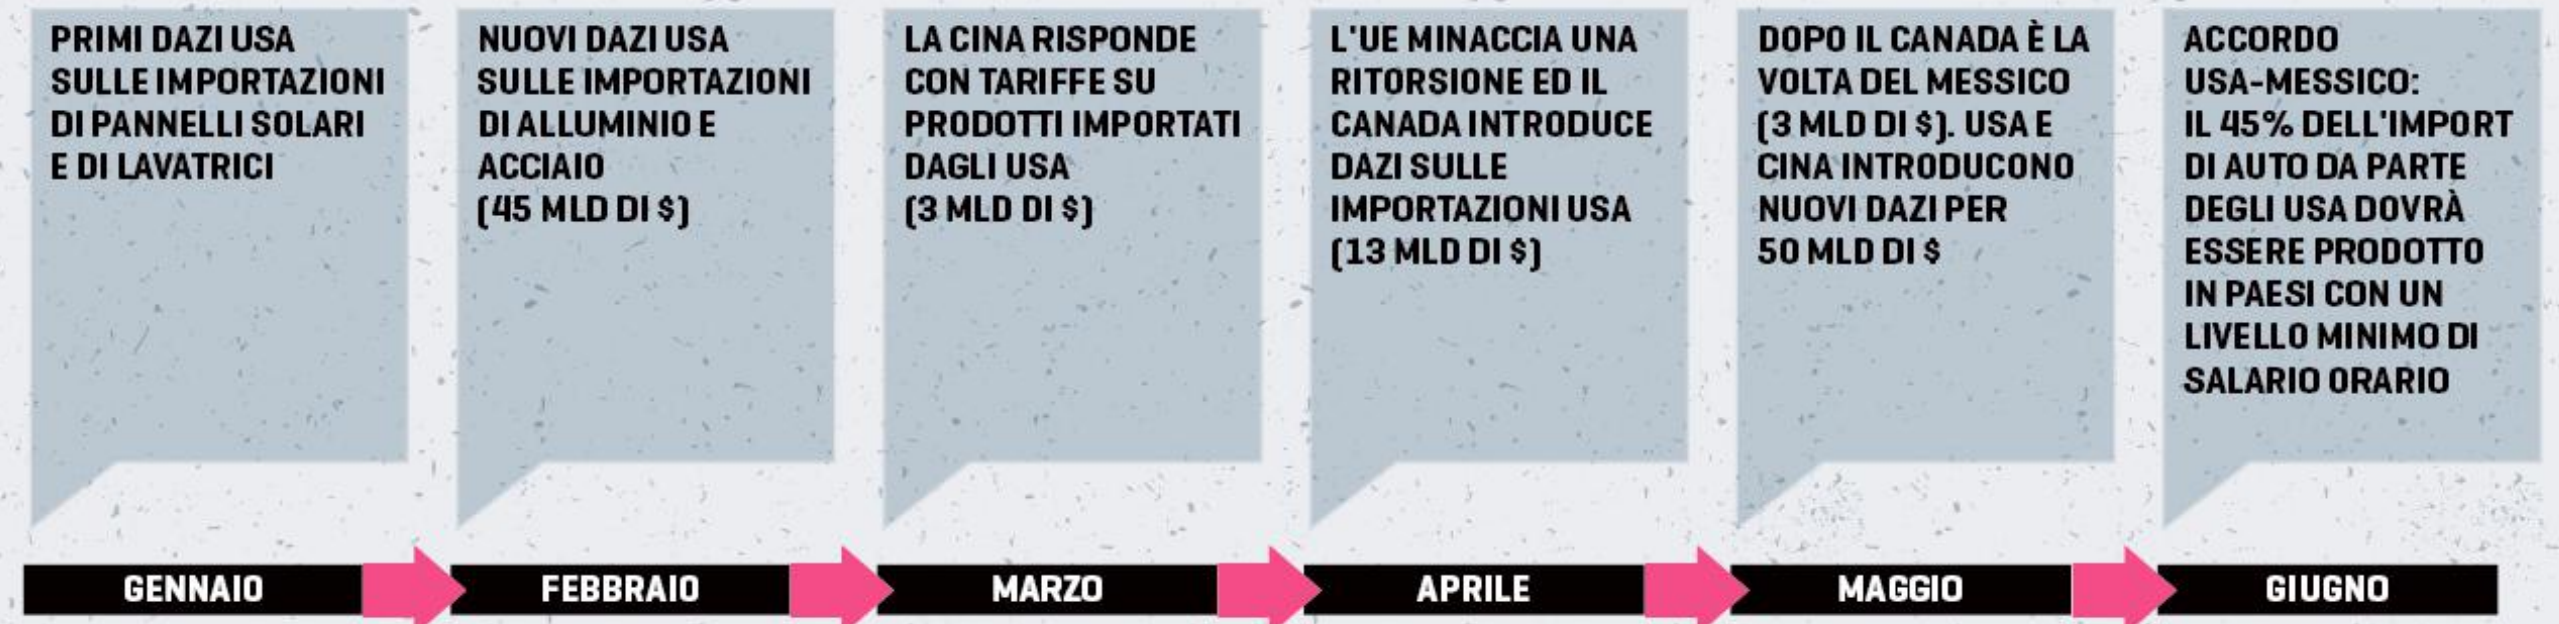 PRIMI DAZI USA
SULLE IMPORTAZIONI
DI PANNELLI SOLARI
E DI LAVATRICI
NUOVI DAZI USA
SULLE IMPORTAZIONI
DI ALLUMINIO E
ACCIAIO
(45 MLD DI $)
LA CINA RISPONDE
CON TARIFFE SU
PRODOTTI IMPORTATI
DAGLI USA
(3 MLD DI $)
L'UE MINACCIA UNA
RITORSIONE ED IL
CANADA INTRODUCE
DAZI SULLE
IMPORTAZIONI USA
(13 MLD DI $)
DOPO IL CANADA È LA
VOLTA DEL MESSICO
(3 MLD DI $). USA E
CINA INTRODUCONO
NUOVI DAZI PER
50 MLD DI $
ACCORDO
USA-MESSICO:
IL 45% DELL'IMPORT
DI AUTO DA PARTE
DEGLI USA DOVRÀ
ESSERE PRODOTTO
IN PAESI CON UN
LIVELLO MINIMO DI
SALARIO ORARIO
GENNAIO
FEBBRAIO
MARZO
APRILE
MAGGIO
GIUGNO